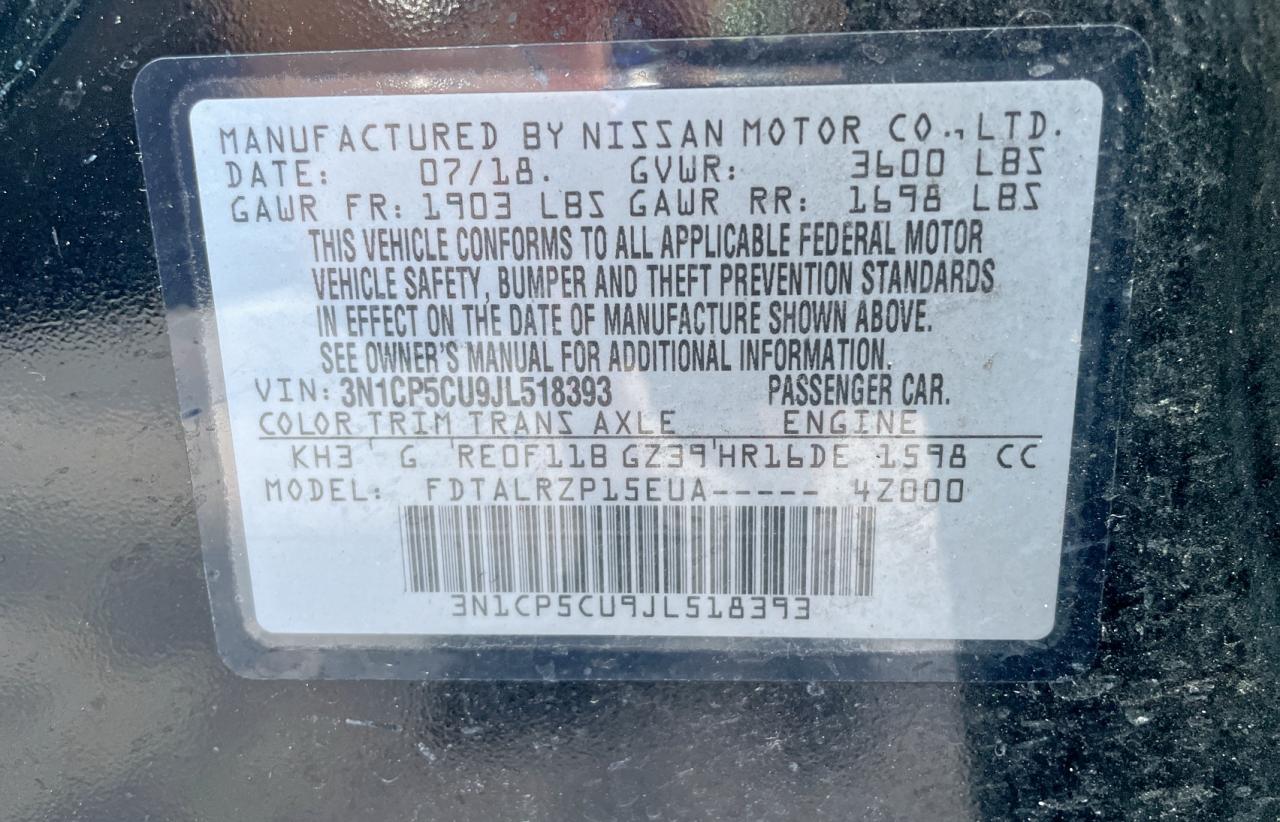 MANUFACTURED BY NISSAN MOTOR CO., LTD.
DATE: 07/18. GVWR: 3600 LBS
GAWR FR: 1903 LBS GAWR RR: 1698 LBS
THIS VEHICLE CONFORMS TO ALL APPLICABLE FEDERAL MOTOR
VEHICLE SAFETY, BUMPER AND THEFT PREVENTION STANDARDS
IN EFFECT ON THE DATE OF MANUFACTURE SHOWN ABOVE.
SEE OWNER'S MANUAL FOR ADDITIONAL INFORMATION.
VIN: 3N1CP5CU9JL518393 PASSENGER CAR.
COLOR TRIM TRANS AXLE ENGINE
KH3 ' G ' RE0F11B GZ39 ' HR16DE 1598 CC
MODEL: FDTALRZP15EUA----- 4Z000
3N1CP5CU9JL518393